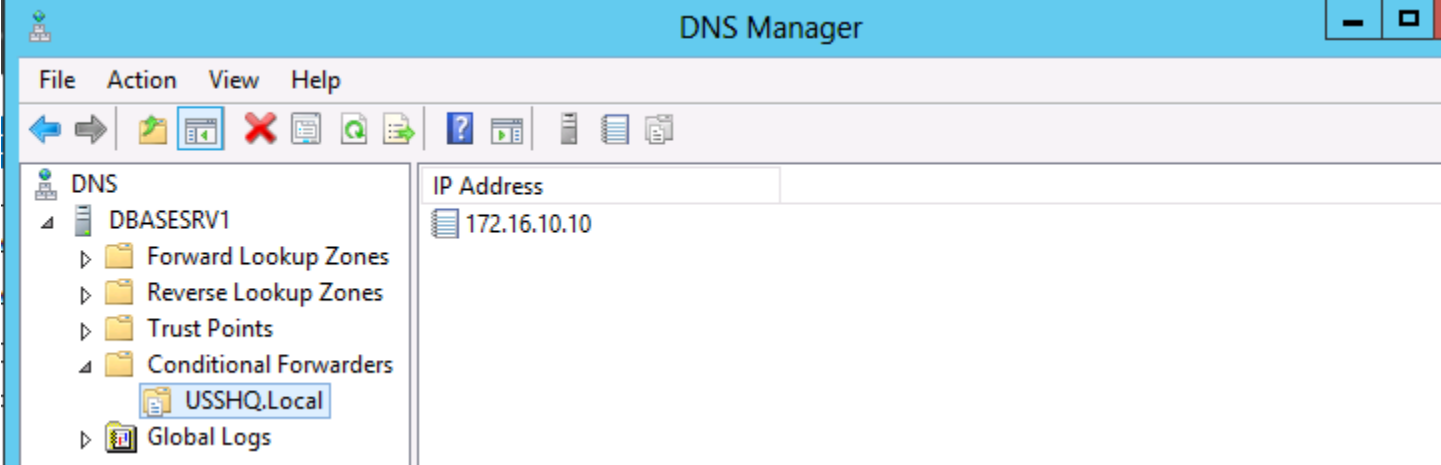 DNS Manager
File Action View Help
DNS
DBASESRV1
Forward Lookup Zones
Reverse Lookup Zones
Trust Points
Conditional Forwarders
USSHQ.Local
Global Logs
IP Address
172.16.10.10